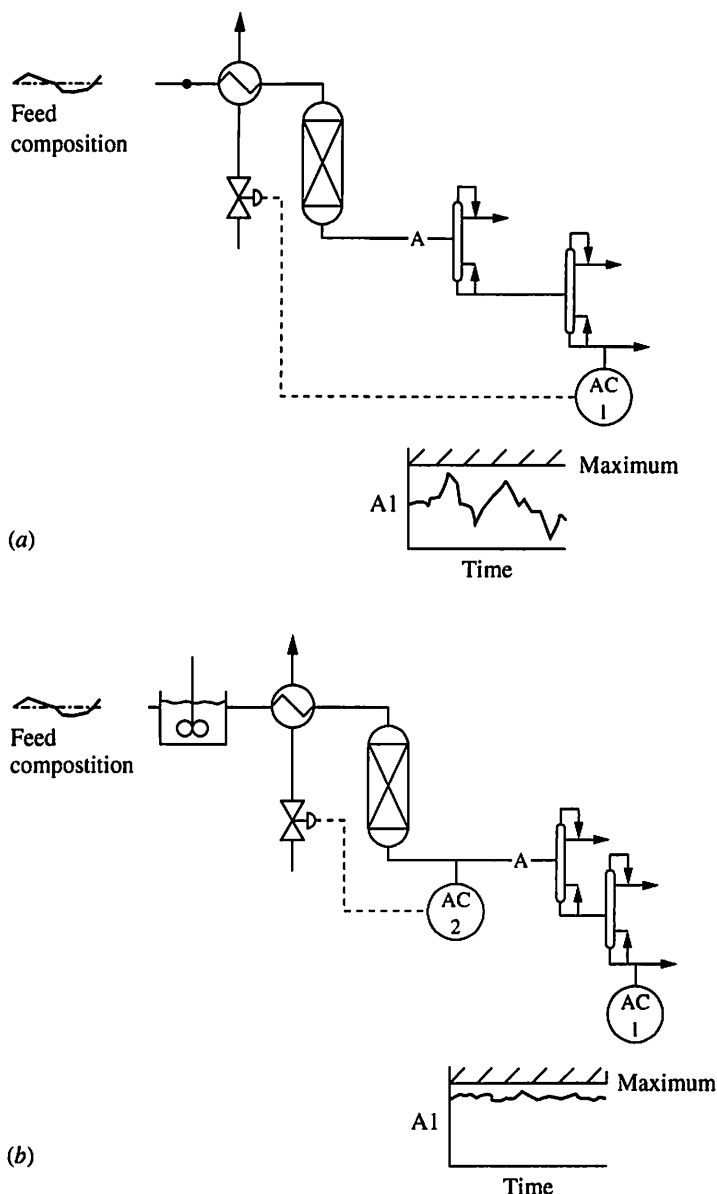 Feed
composition
A
AC
1
Maximum
A1
Time
(a)
Feed
compostition
A
AC
2
AC
1
Maximum
A1
Time
(b)